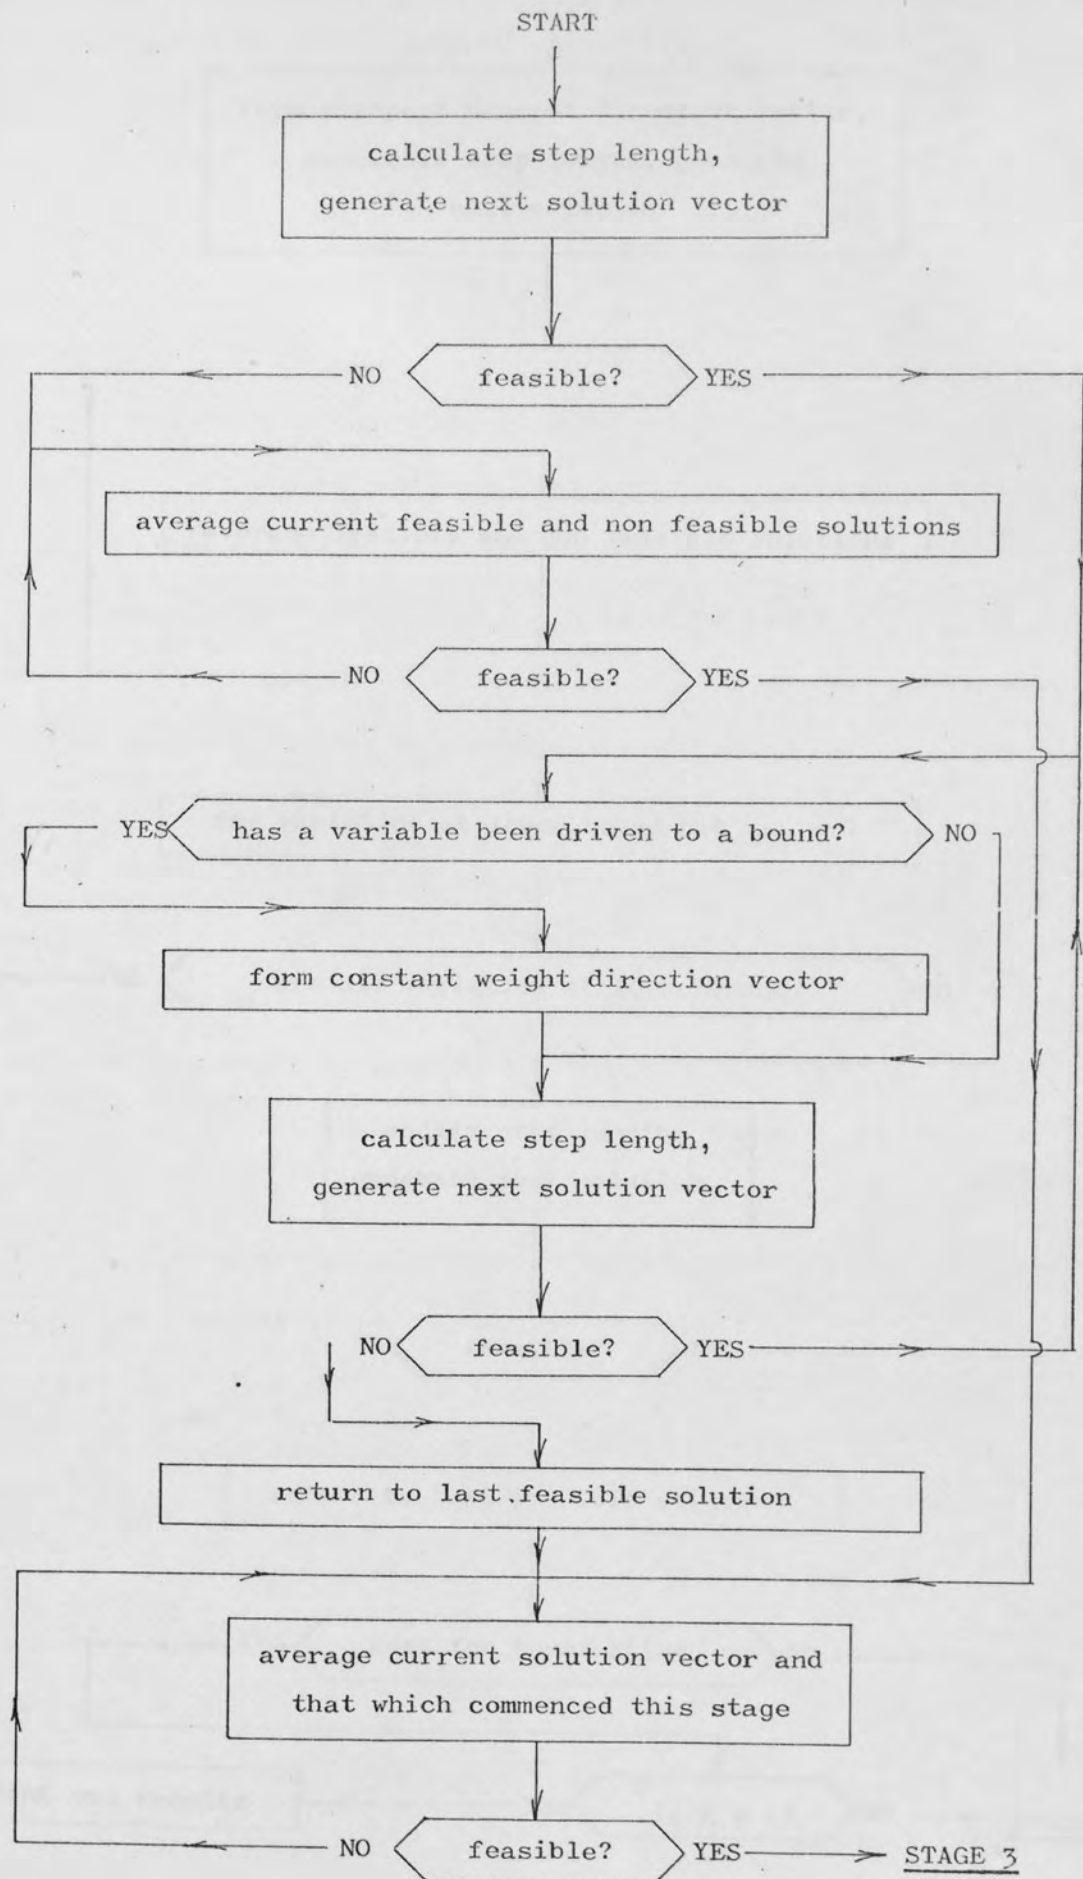 START
calculate step length,
generate next solution vector
NO
feasible?
YES
average current feasible and non feasible solutions
NO
feasible?
YES
YES
has a variable been driven to a bound?
NO
form constant weight direction vector
calculate step length,
generate next solution vector
NO
feasible?
YES
return to last feasible solution
average current solution vector and
that which commenced this stage
NO
feasible?
YES
STAGE 3